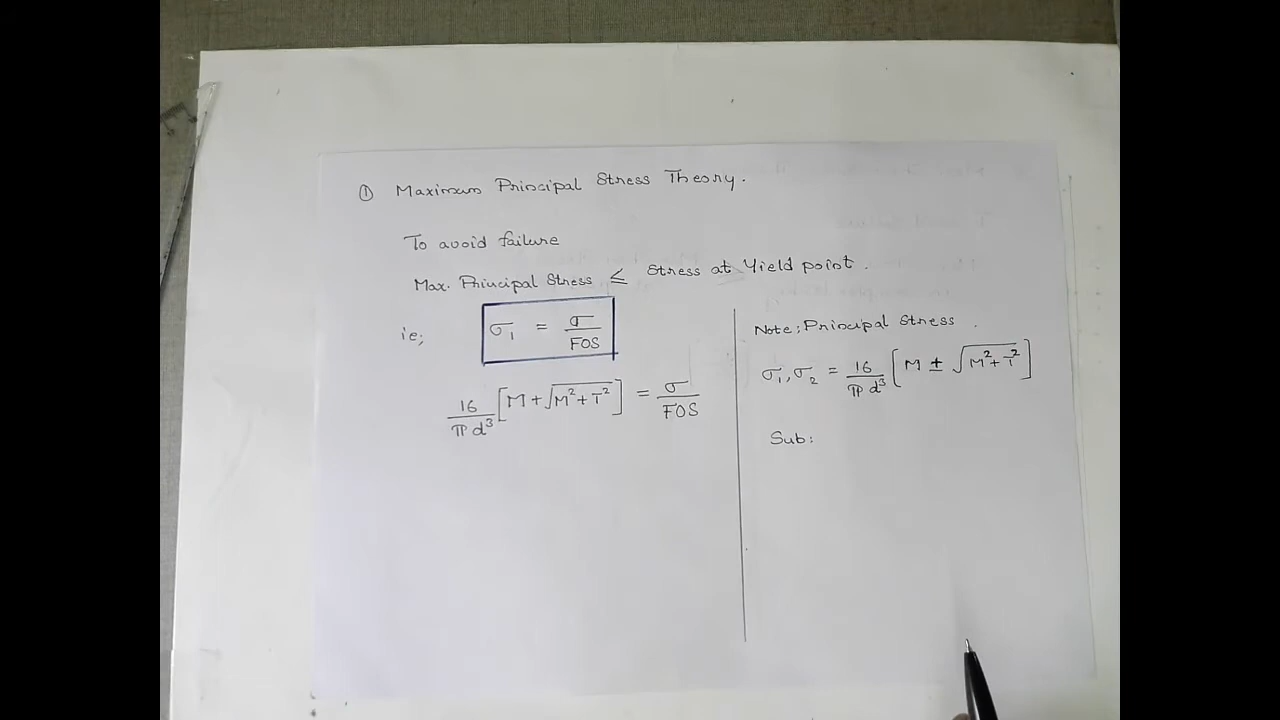 ① Maximum Principal Stress Theory.
To avoid failure
Max. Principal Stress ≤ Stress at Yield point.
ie; σ₁ = σ/FOS
16/πd³ [M + √(M² + T²)] = σ/FOS
Note: Principal Stress.
σ₁, σ₂ = 16/πd³ [M ± √(M² + T²)]
Sub: